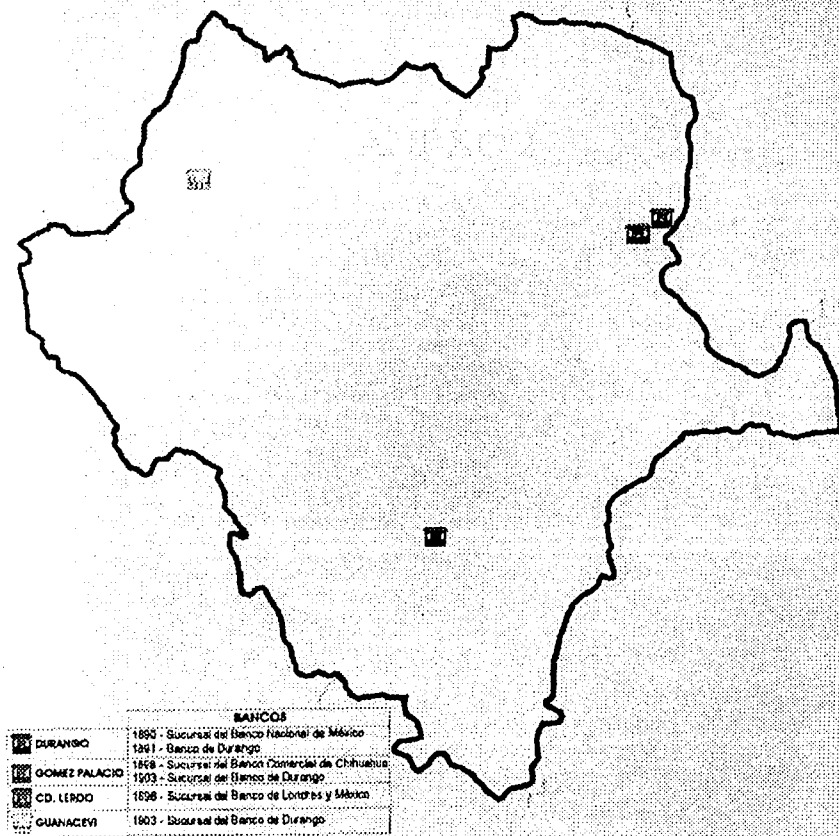 BANCOS
DURANGO
1890 - Sucursal del Banco Nacional de México
1891 - Banco de Durango
GOMEZ PALACIO
1898 - Sucursal del Banco Comercial de Chihuahua
1903 - Sucursal del Banco de Durango
CD. LERDO
1898 - Sucursal del Banco de Londres y México
GUANACEVI
1903 - Sucursal del Banco de Durango